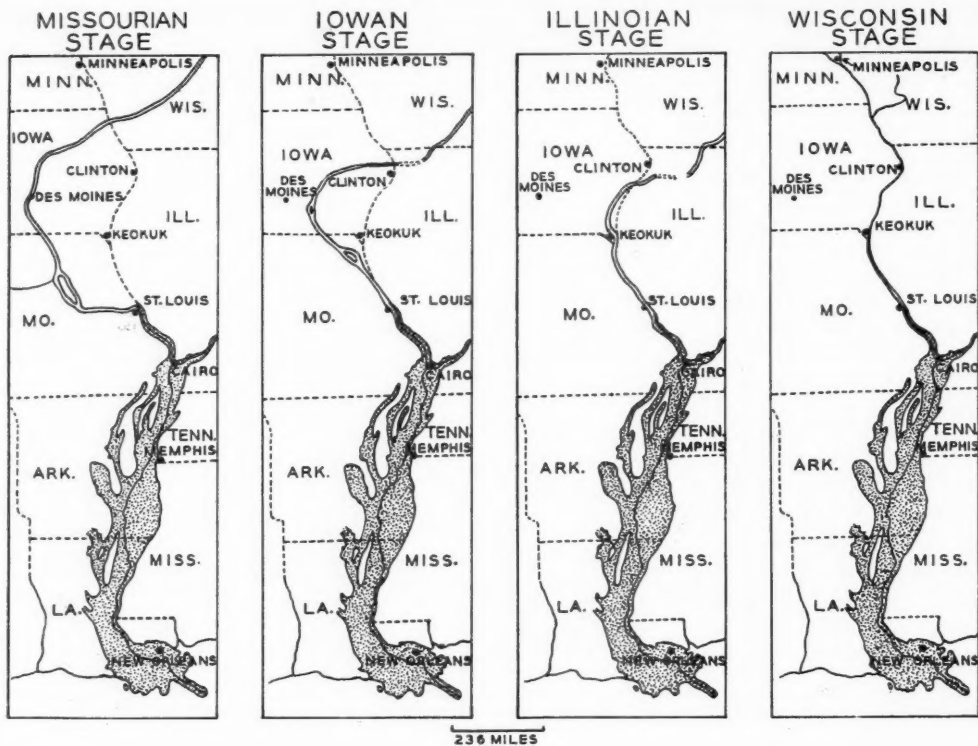 MISSOURIAN
STAGE
MINNEAPOLIS
MINN.
WIS.
IOWA
CLINTON
DES MOINES
ILL.
KEOKUK
ST. LOUIS
MO.
CAIRO
TENN.
MEMPHIS
ARK.
MISS.
LA.
NEW ORLEANS
IOWAN
STAGE
MINNEAPOLIS
MINN.
WIS.
IOWA
DES
MOINES
CLINTON
ILL.
KEOKUK
ST. LOUIS
MO.
CAIRO
TENN.
MEMPHIS
ARK.
MISS.
LA.
NEW ORLEANS
ILLINOIAN
STAGE
MINNEAPOLIS
MINN.
WIS.
IOWA
CLINTON
DES
MOINES
ILL.
KEOKUK
ST. LOUIS
MO.
CAIRO
TENN.
MEMPHIS
ARK.
MISS.
LA.
NEW ORLEANS
WISCONSIN
STAGE
MINN.
MINNEAPOLIS
WIS.
IOWA
CLINTON
DES
MOINES
ILL.
KEOKUK
ST. LOUIS
MO.
CAIRO
TENN.
MEMPHIS
ARK.
MISS.
LA.
NEW ORLEANS
236 MILES